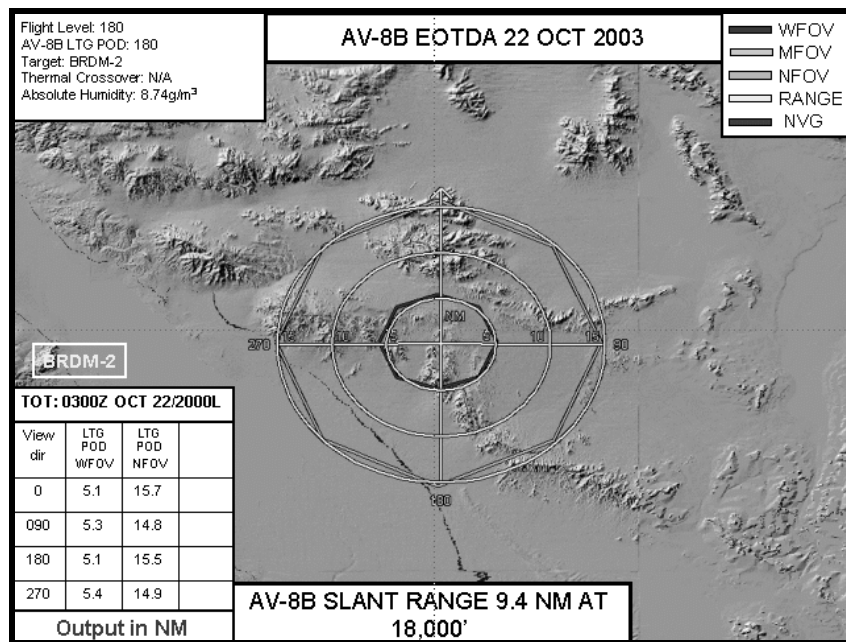 Flight Level: 180
AV-8B LTG POD: 180
Target: BRDM-2
Thermal Crossover: N/A
Absolute Humidity: 8.74g/m³
AV-8B EOTDA 22 OCT 2003
WFOV
MFOV
NFOV
RANGE
NVG
NM
270 15 10 5 5 10 15 90
180
BRDM-2
TOT: 0300Z OCT 22/2000L
View dir LTG POD WFOV LTG POD NFOV
0 5.1 15.7
090 5.3 14.8
180 5.1 15.5
270 5.4 14.9
Output in NM
AV-8B SLANT RANGE 9.4 NM AT
18,000’